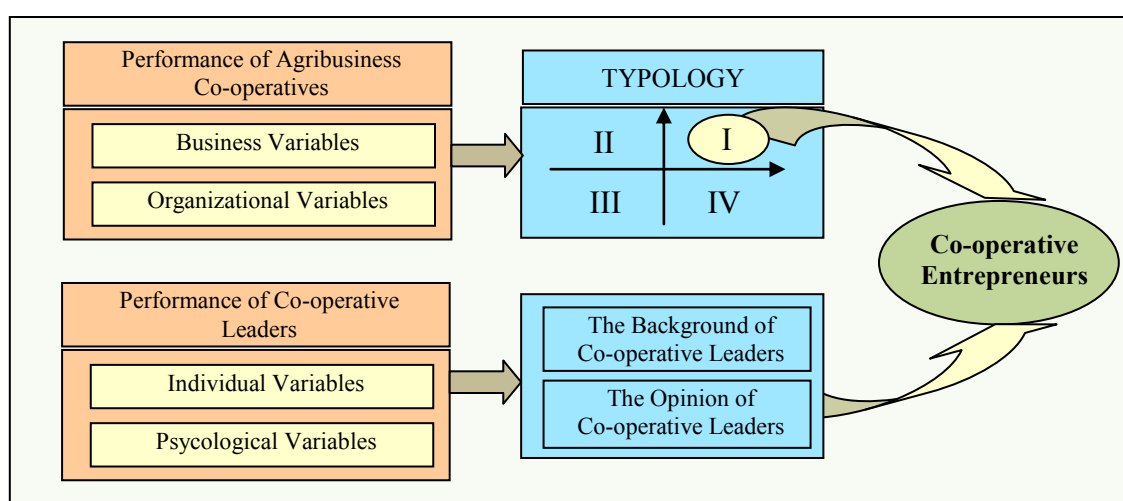 Performance of Agribusiness
Co-operatives
Business Variables
Organizational Variables
TYPOLOGY
II
I
III
IV
Co-operative
Entrepreneurs
Performance of Co-operative
Leaders
Individual Variables
Psycological Variables
The Background of
Co-operative Leaders
The Opinion of
Co-operative Leaders